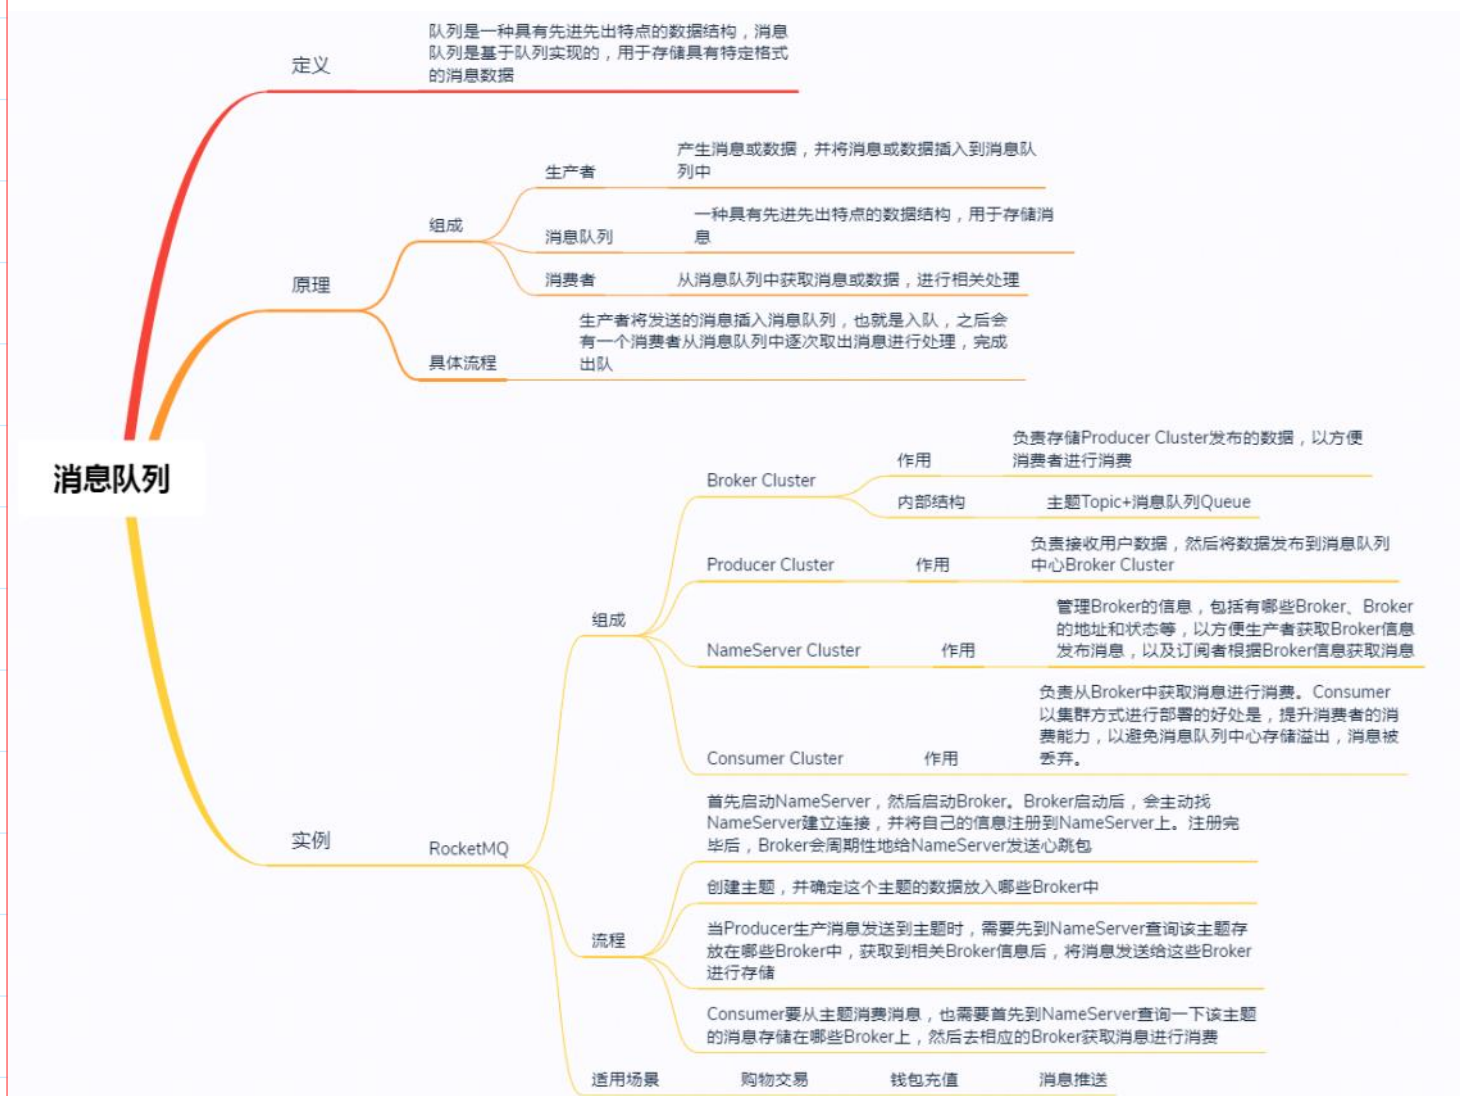 消息队列
定义
队列是一种具有先进先出特点的数据结构，消息
队列是基于队列实现的，用于存储具有特定格式
的消息数据
原理
组成
生产者
产生消息或数据，并将消息或数据插入到消息队
列中
消息队列
一种具有先进先出特点的数据结构，用于存储消
息
消费者
从消息队列中获取消息或数据，进行相关处理
具体流程
生产者将发送的消息插入消息队列，也就是入队，之后会
有一个消费者从消息队列中逐次取出消息进行处理，完成
出队
实例
RocketMQ
组成
Broker Cluster
作用
负责存储Producer Cluster发布的数据，以方便
消费者进行消费
内部结构
主题Topic+消息队列Queue
Producer Cluster
作用
负责接收用户数据，然后将数据发布到消息队列
中心Broker Cluster
NameServer Cluster
作用
管理Broker的信息，包括有哪些Broker、Broker
的地址和状态等，以方便生产者获取Broker信息
发布消息，以及订阅者根据Broker信息获取消息
Consumer Cluster
作用
负责从Broker中获取消息进行消费。Consumer
以集群方式进行部署的好处是，提升消费者的消
费能力，以避免消息队列中心存储溢出，消息被
丢弃。
流程
首先启动NameServer，然后启动Broker。Broker启动后，会主动找
NameServer建立连接，并将自己的信息注册到NameServer上。注册完
毕后，Broker会周期性地给NameServer发送心跳包
创建主题，并确定这个主题的数据放入哪些Broker中
当Producer生产消息发送到主题时，需要先到NameServer查询该主题存
放在哪些Broker中，获取到相关Broker信息后，将消息发送给这些Broker
进行存储
Consumer要从主题消费消息，也需要首先到NameServer查询一下该主题
的消息存储在哪些Broker上，然后去相应的Broker获取消息进行消费
适用场景
购物交易
钱包充值
消息推送